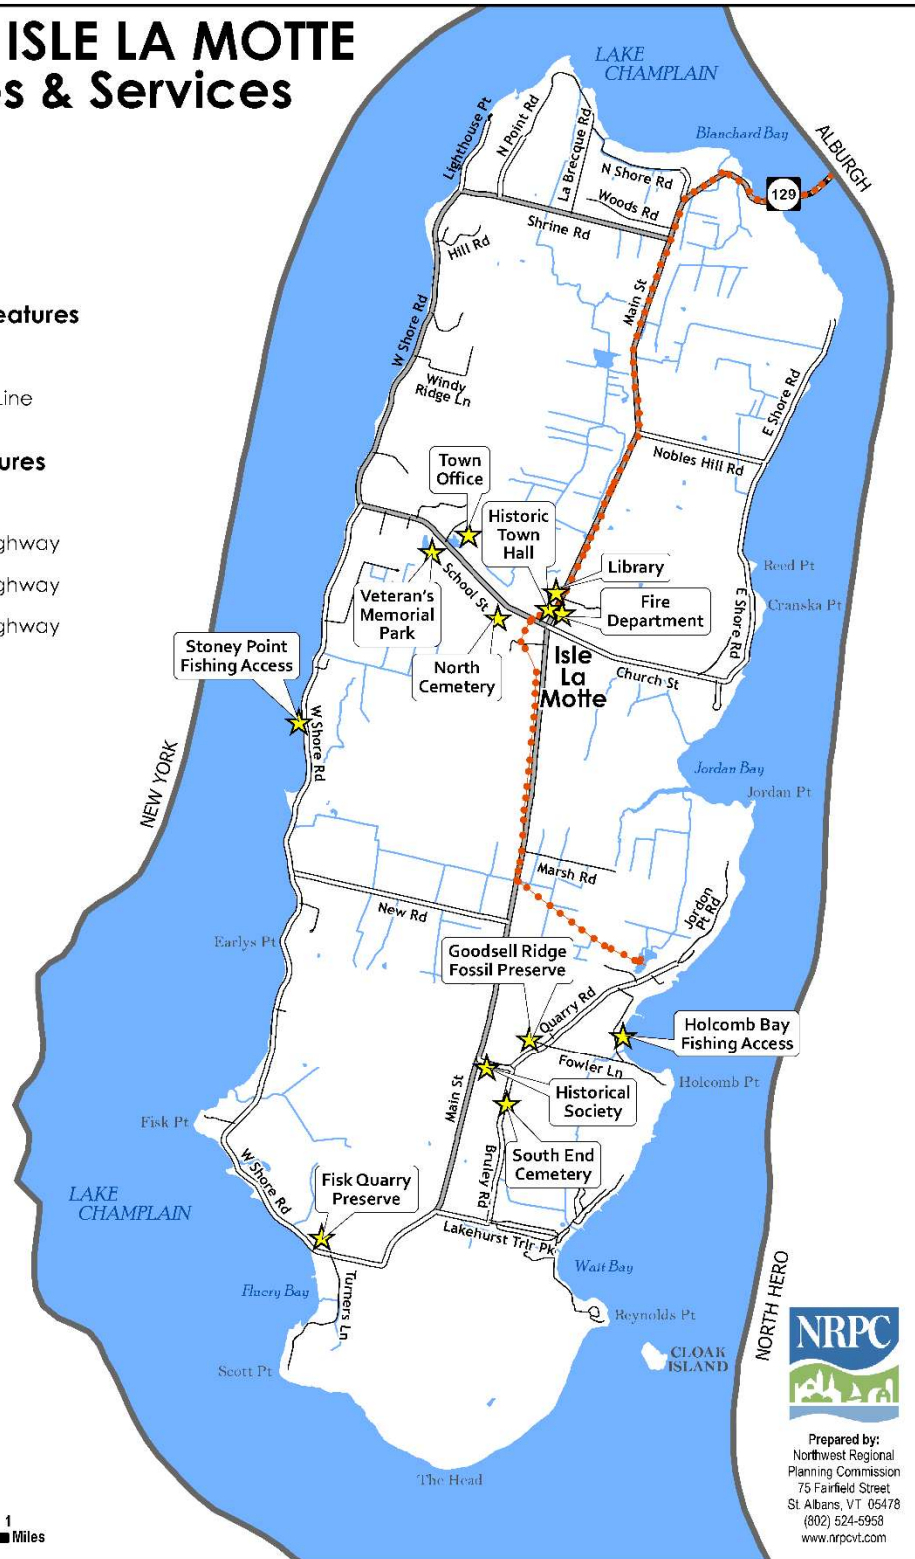 ISLE LA MOTTE
es & Services
LAKE
CHAMPLAIN
Blanchard Bay
ALBURGH
129
Lighthouse Pt
N Point Rd
La Brecque Rd
N Shore Rd
Woods Rd
Shrine Rd
Hill Rd
Main St
W Shore Rd
Windy
Ridge Ln
eatures
Line
E Shore Rd
Nobles Hill Rd
ures
Town
Office
Historic
Town
Hall
ghway
ghway
ghway
Library
Reed Pt
Cranska Pt
Fire
Department
School St
Veteran's
Memorial
Park
E Shore Rd
Stoney Point
Fishing Access
North
Cemetery
Isle
La
Motte
Church St
W Shore Rd
NEW YORK
Jordan Bay
Jordan Pt
Marsh Rd
Jordon
Pt Rd
New Rd
Earlys Pt
Goodsell Ridge
Fossil Preserve
Quarry Rd
Holcomb Bay
Fishing Access
Fowler Ln
Holcomb Pt
Historical
Society
Main St
Fisk Pt
South End
Cemetery
Bruley Rd
W Shore Rd
Fisk Quarry
Preserve
LAKE
CHAMPLAIN
Lakehurst Trlr Pk
Wait Bay
Fluery Bay
Turners Ln
Reynolds Pt
NORTH HERO
CLOAK
ISLAND
Scott Pt
The Head
NRPC
Prepared by:
Northwest Regional
Planning Commission
75 Fairfield Street
St. Albans, VT 05478
(802) 524-5958
www.nrpcvt.com
1
Miles